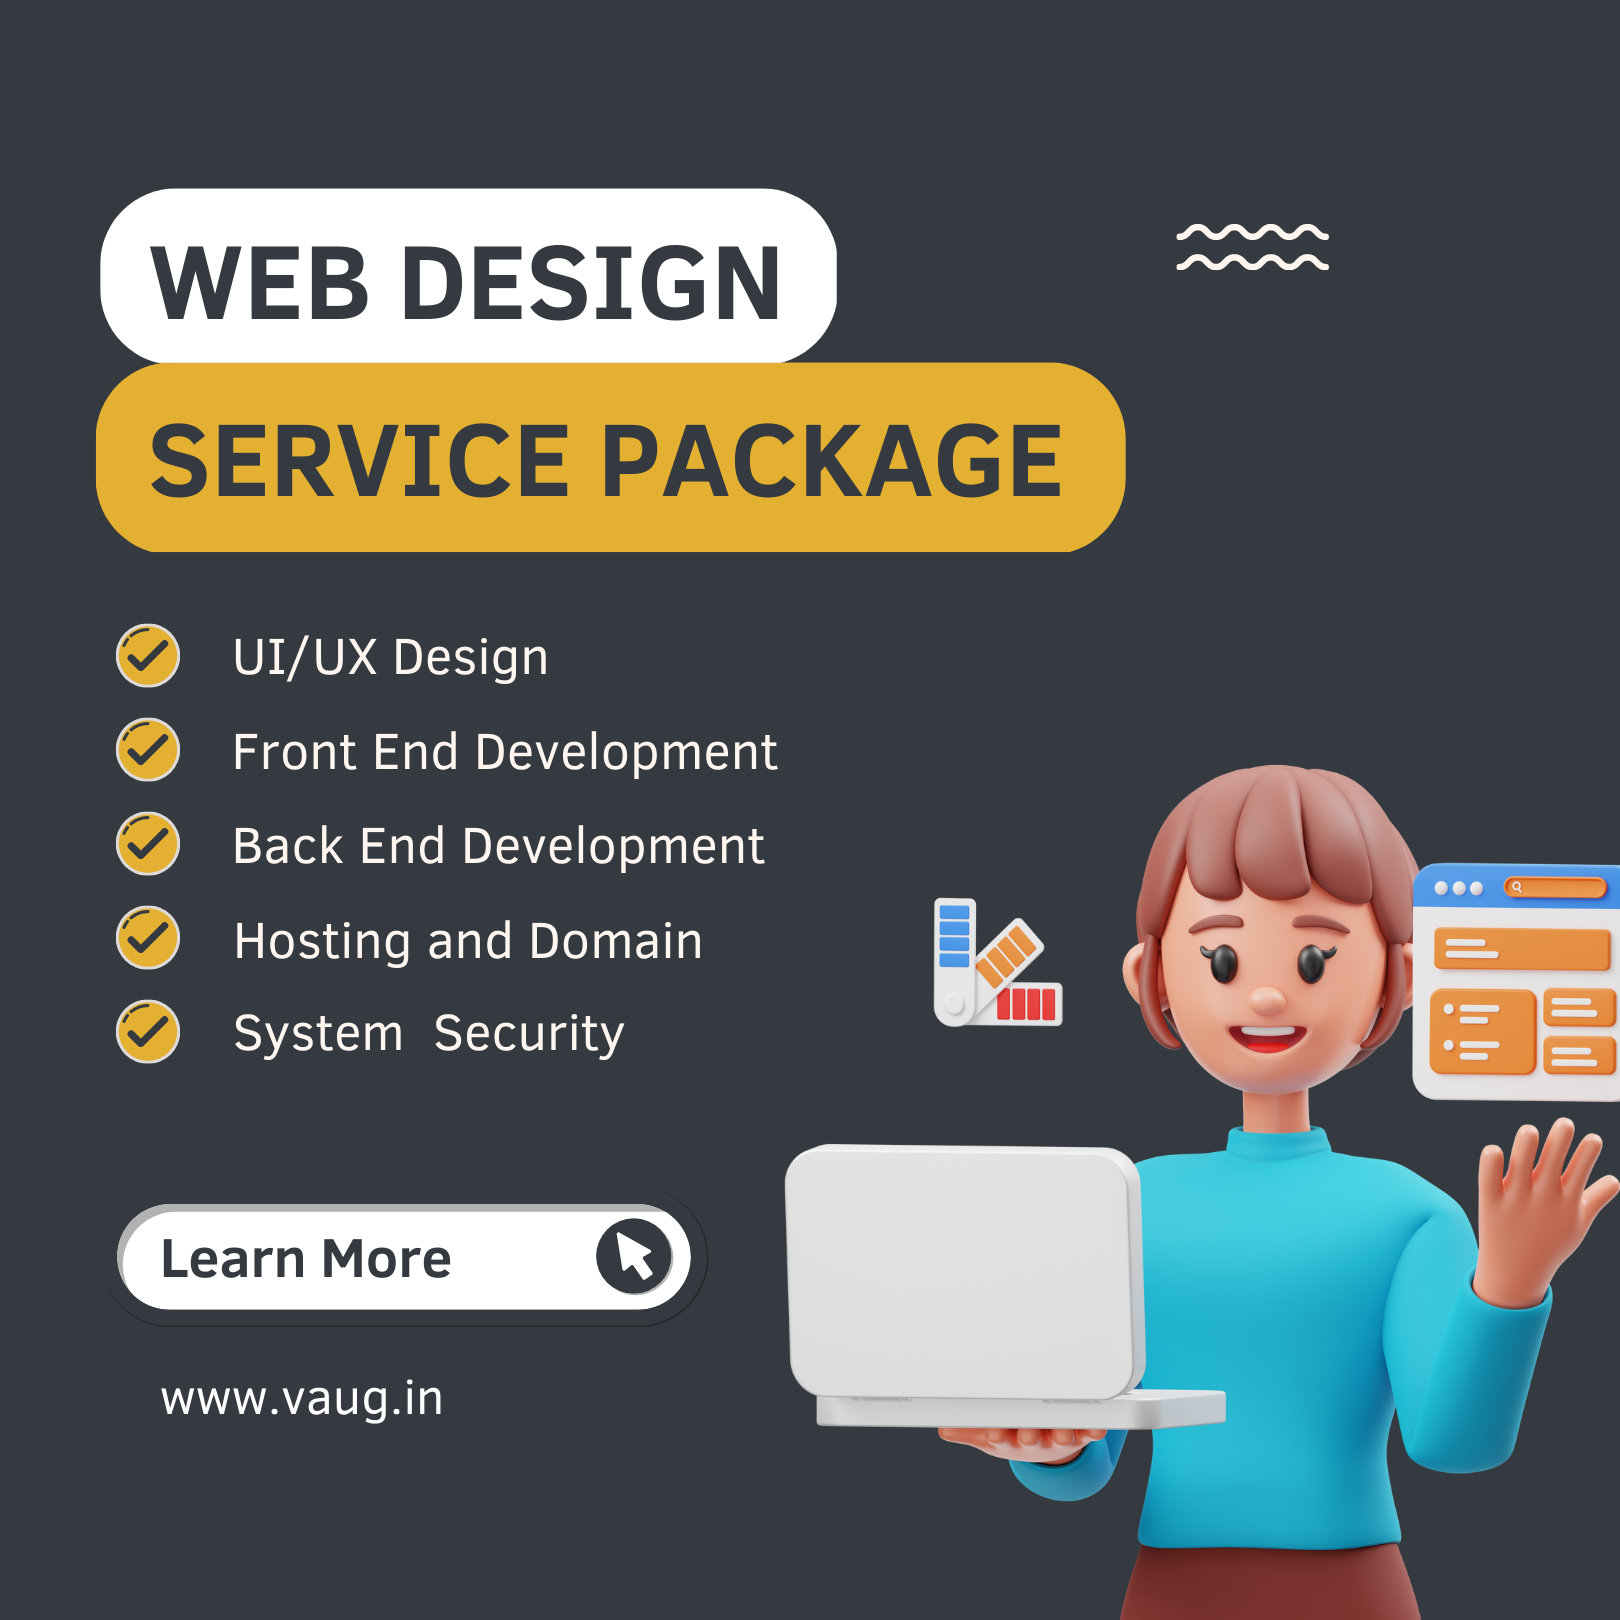 WEB DESIGN
SERVICE PACKAGE
UI/UX Design
Front End Development
Back End Development
Hosting and Domain
System  Security
Learn More
www.vaug.in